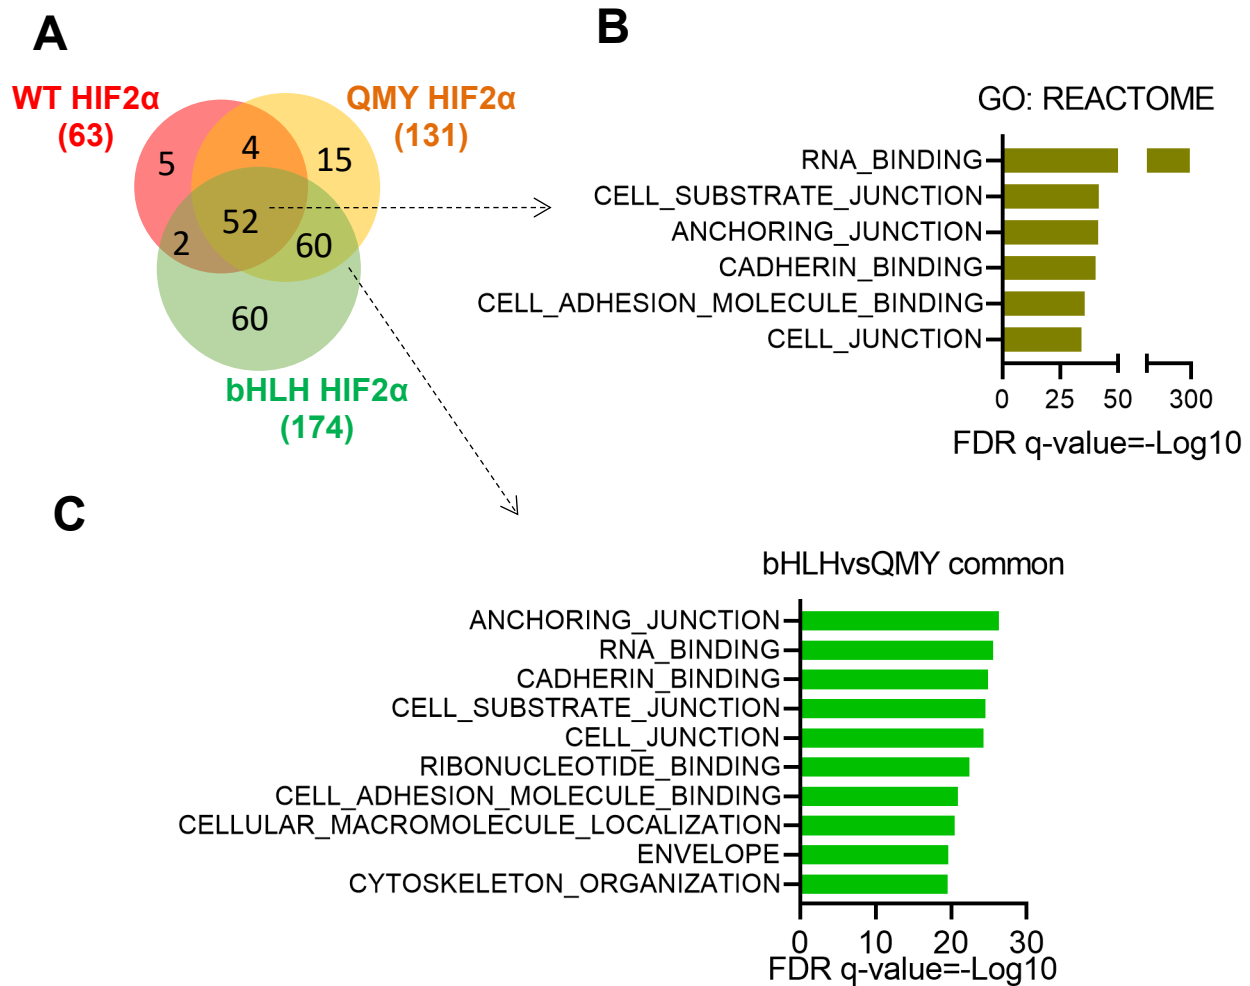 A
WT HIF2α
(63)
QMY HIF2α
(131)
5
4
15
52
2
60
60
bHLH HIF2α
(174)
B
GO: REACTOME
RNA_BINDING
CELL_SUBSTRATE_JUNCTION
ANCHORING_JUNCTION
CADHERIN_BINDING
CELL_ADHESION_MOLECULE_BINDING
CELL_JUNCTION
0 25 50 300
FDR q-value=-Log10
C
bHLHvsQMY common
ANCHORING_JUNCTION
RNA_BINDING
CADHERIN_BINDING
CELL_SUBSTRATE_JUNCTION
CELL_JUNCTION
RIBONUCLEOTIDE_BINDING
CELL_ADHESION_MOLECULE_BINDING
CELLULAR_MACROMOLECULE_LOCALIZATION
ENVELOPE
CYTOSKELETON_ORGANIZATION
0 10 20 30
FDR q-value=-Log10